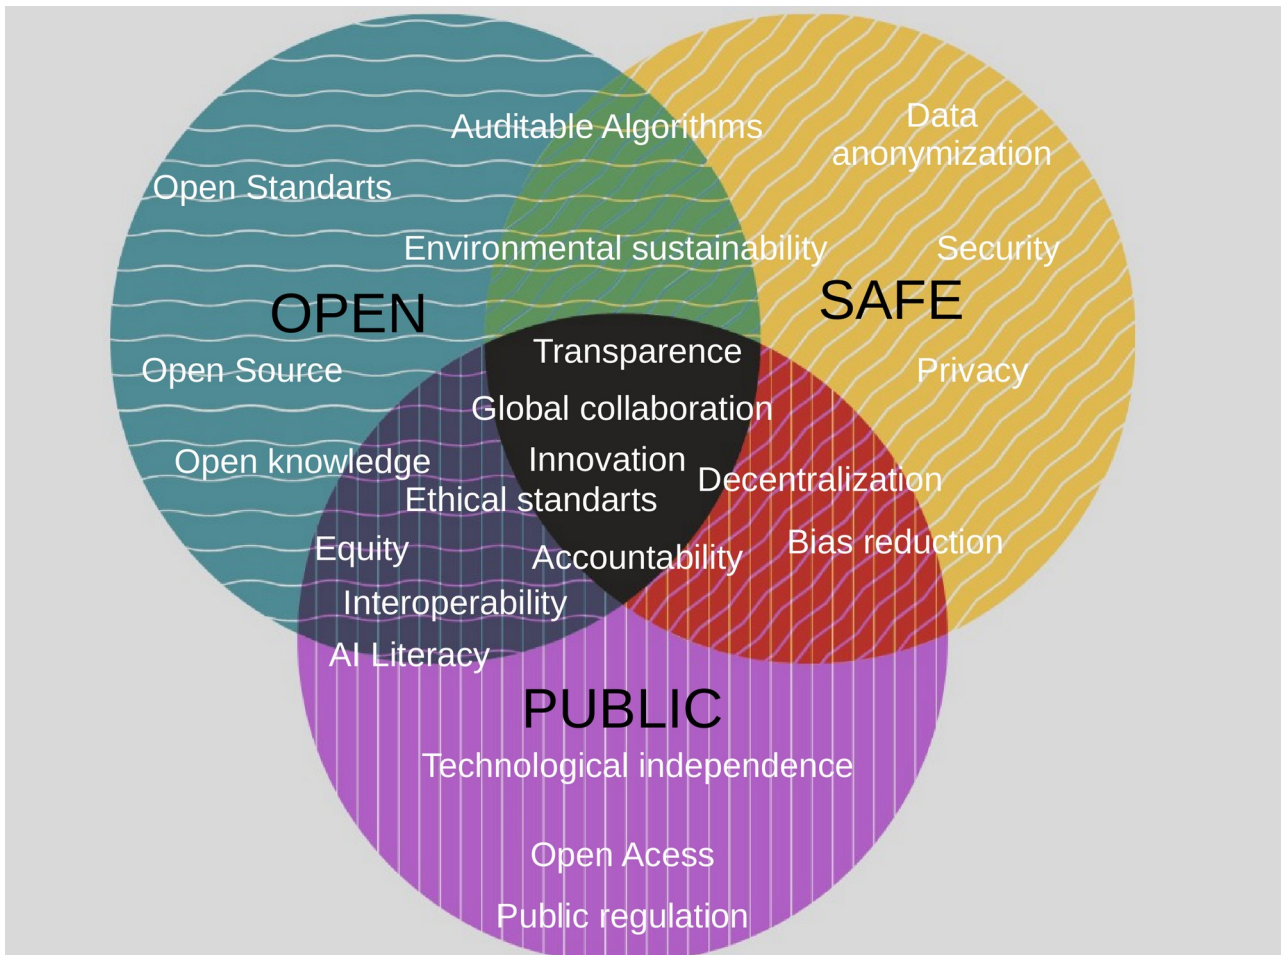 Auditable Algorithms
Data
anonymization
Open Standarts
Environmental sustainability
Security
OPEN
SAFE
Transparence
Open Source
Privacy
Global collaboration
Open knowledge
Innovation
Decentralization
Ethical standarts
Equity
Accountability
Bias reduction
Interoperability
AI Literacy
PUBLIC
Technological independence
Open Acess
Public regulation